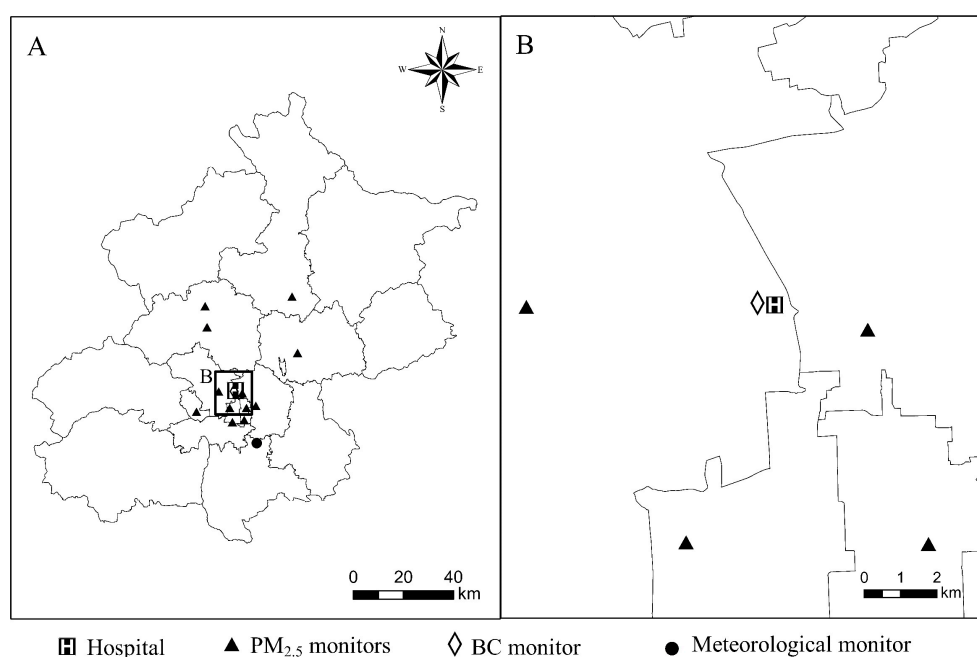 A
N
W E
S
B
0 20 40
km
B
0 1 2
km
H Hospital PM2.5 monitors BC monitor Meteorological monitor